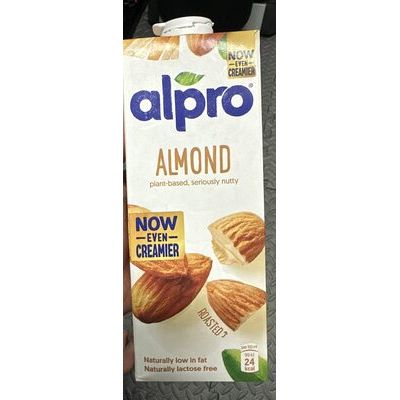 NOW
EVEN
CREAMIER
alpro
ALMOND
plant-based, seriously nutty
NOW
EVEN
CREAMIER
ROASTED
Naturally low in fat
Naturally lactose free
24
kcal